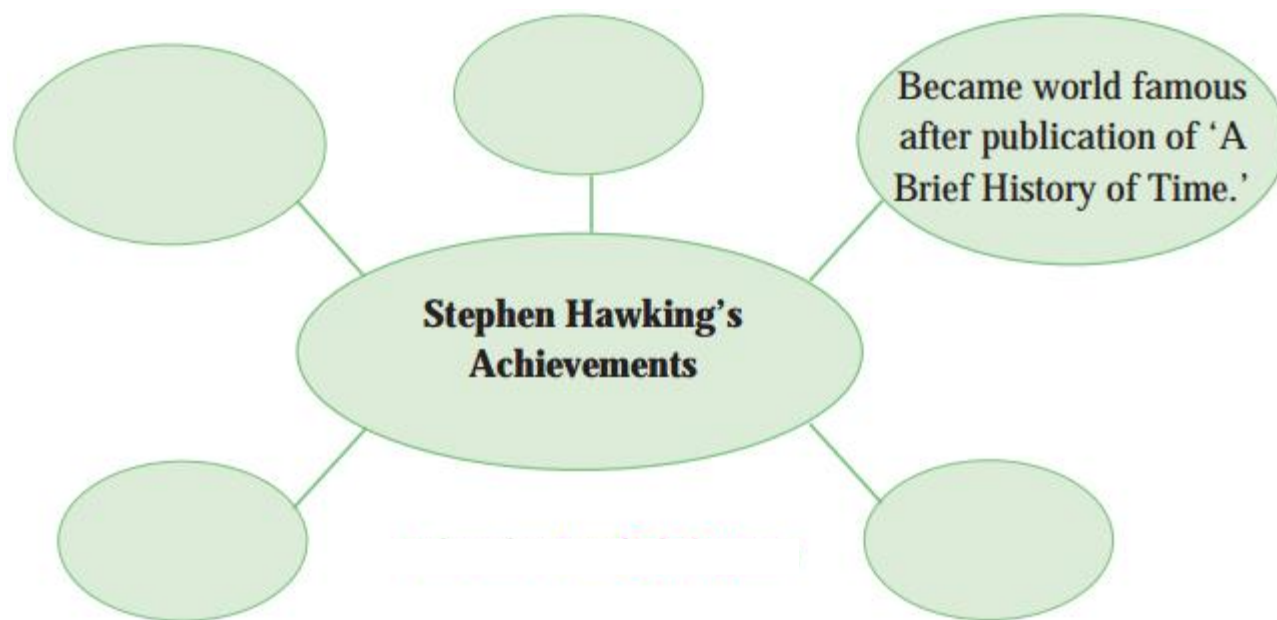 Became world famous
after publication of ‘A
Brief History of Time.’
Stephen Hawking’s
Achievements